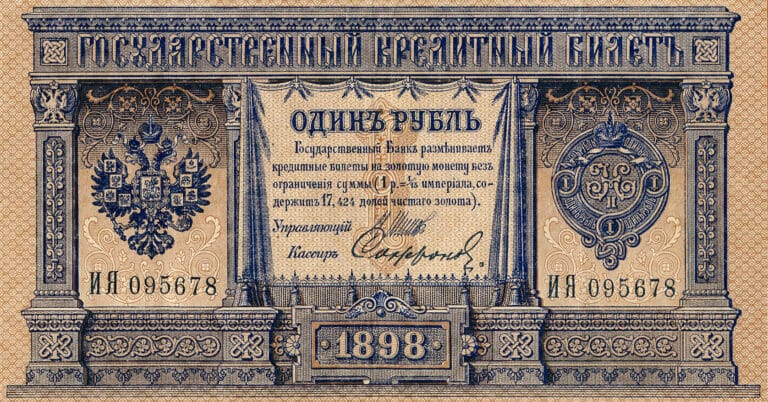 ГОСУДАРСТВЕННЫЙ КРЕДИТНЫЙ БИЛЕТЪ
ОДИНЪ РУБЛЬ
Государственный Банкъ размѣниваетъ
кредитные билеты на золотую монету безъ
ограниченія суммы (1 р. = 1/15 имперіала, со-
держитъ 17,424 долей чистаго золота).
Управляющій
Кассиръ Софроновъ
ИЯ 095678
ИЯ 095678
1898